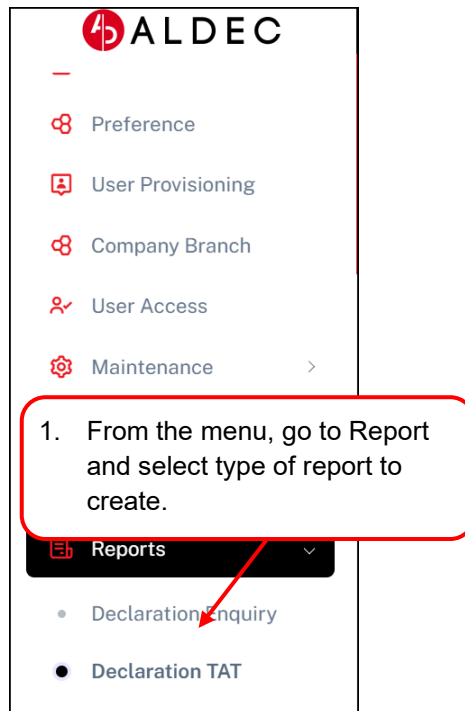 ALDEC
Preference
User Provisioning
Company Branch
User Access
Maintenance
1. From the menu, go to Report
and select type of report to
create.
Reports
Declaration Enquiry
Declaration TAT